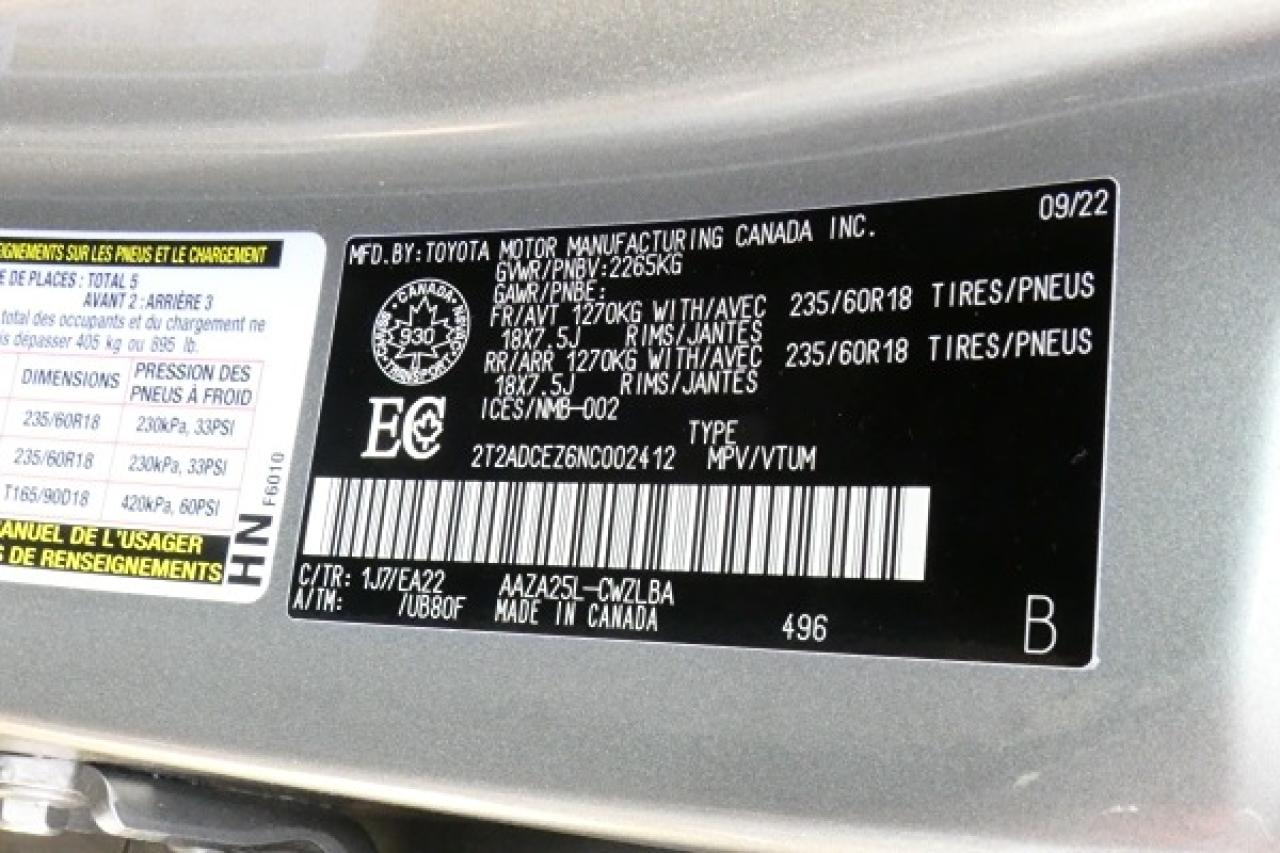 EIGNEMENTS SUR LES PNEUS ET LE CHARGEMENT
E DE PLACES : TOTAL 5
AVANT 2 : ARRIÈRE 3
total des occupants et du chargement ne
is dépasser 405 kg ou 895 lb.
DIMENSIONS PRESSION DES PNEUS À FROID
235/60R18 230kPa, 33PSI
235/60R18 230kPa, 33PSI
T165/90D18 420kPa, 60PSI
ANUEL DE L'USAGER
S DE RENSEIGNEMENTS
HN F6010
09/22
MFD.BY:TOYOTA MOTOR MANUFACTURING CANADA INC.
GVWR/PNBV:2265KG
GAWR/PNBE:
FR/AVT 1270KG WITH/AVEC 235/60R18 TIRES/PNEUS
18X7.5J RIMS/JANTES
RR/ARR 1270KG WITH/AVEC 235/60R18 TIRES/PNEUS
18X7.5J RIMS/JANTES
ICES/NMB-002
CANADA
930
TRANSPORT
EC
TYPE
2T2ADCEZ6NC002412 MPV/VTUM
C/TR: 1J7/EA22 AAZA25L-CWZLBA
A/TM: /UB80F MADE IN CANADA
496
B